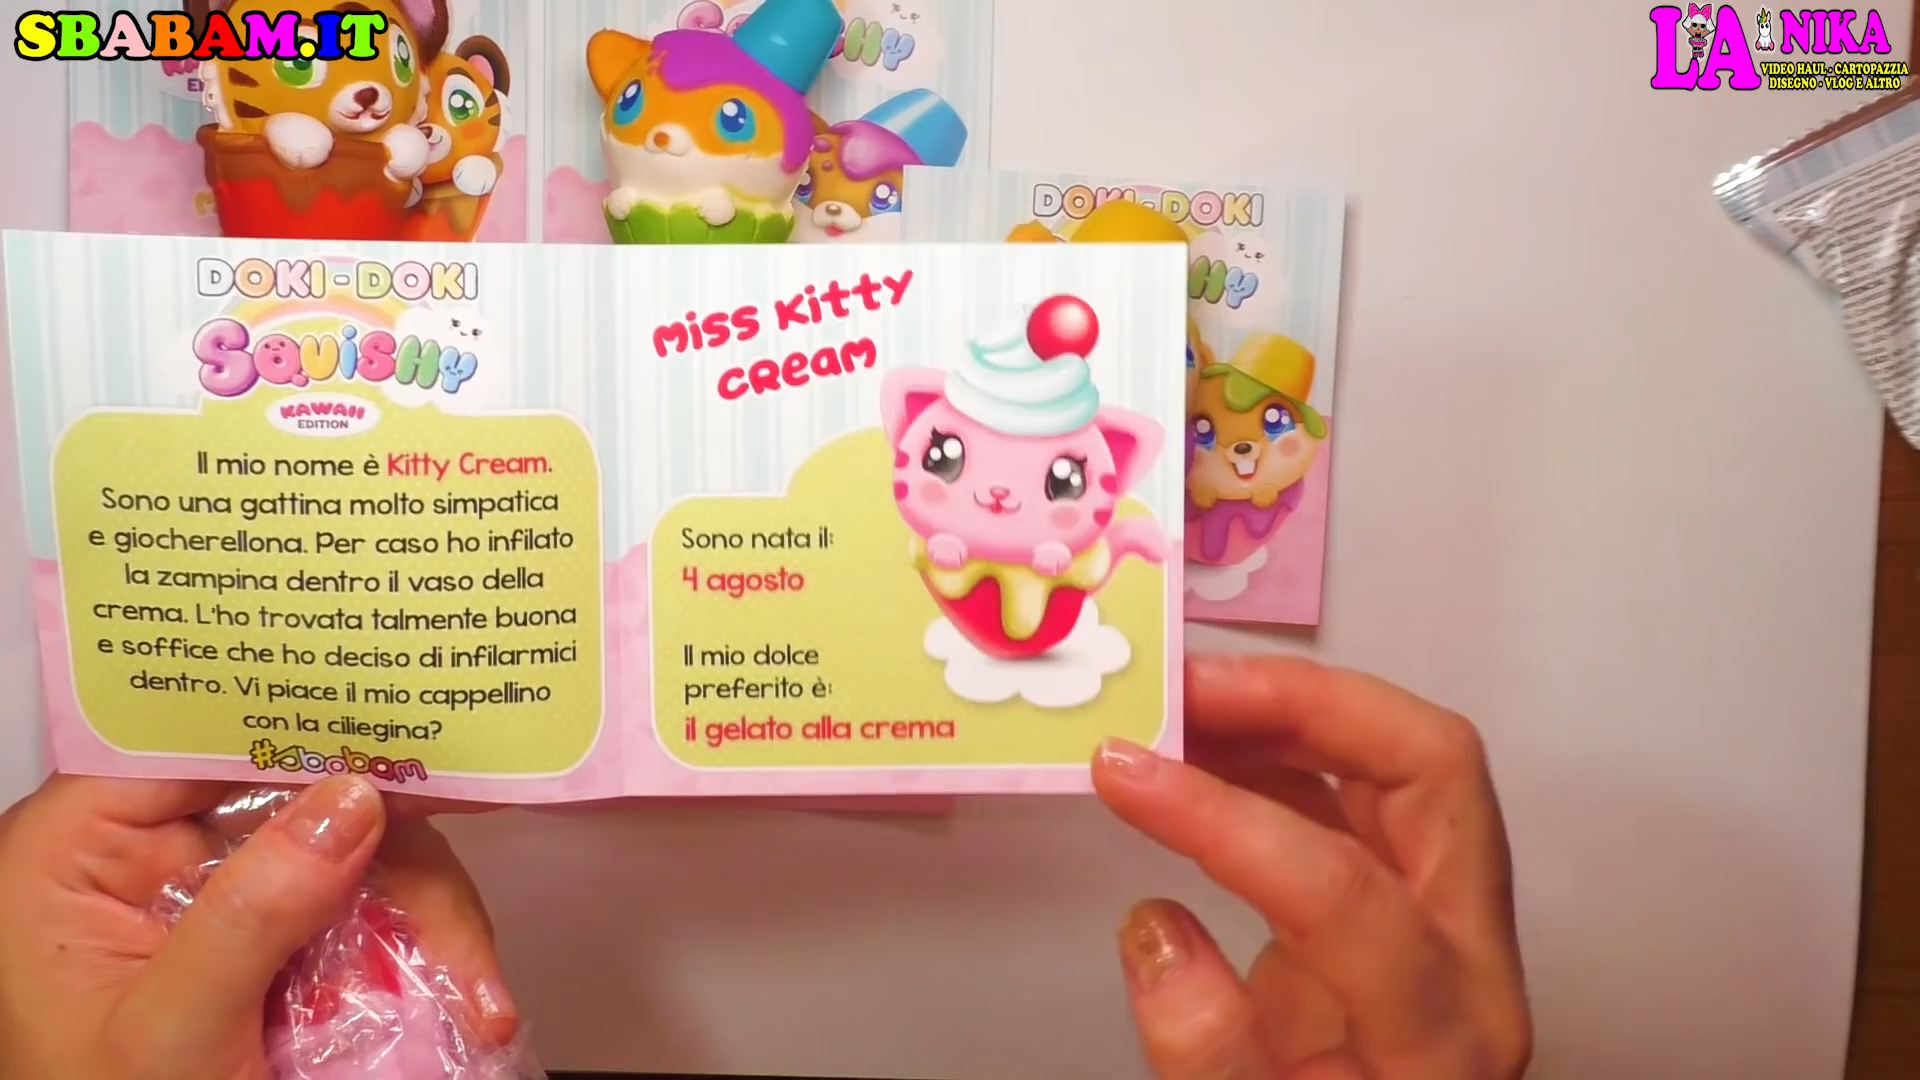 SBABAM.IT
LA NIKA
VIDEO HAUL - CARTOPAZZIA
DISEGNO - VLOG E ALTRO
DOKI-DOKI
DOKI-DOKI
SQUISHY
KAWAII
EDITION
Il mio nome è Kitty Cream.
Sono una gattina molto simpatica
e giocherellona. Per caso ho infilato
la zampina dentro il vaso della
crema. L'ho trovata talmente buona
e soffice che ho deciso di infilarmici
dentro. Vi piace il mio cappellino
con la ciliegina?
#sbabam
Miss Kitty
Cream
Sono nata il:
4 agosto
Il mio dolce
preferito è:
il gelato alla crema